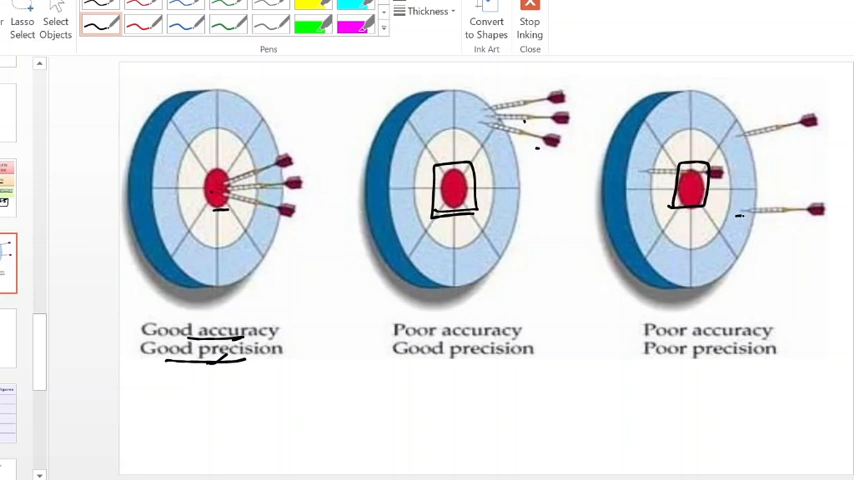 Lasso
Select
Select
Objects
Thickness
Convert
to Shapes
Stop
Inking
Pens
Ink Art
Close
Good accuracy
Good precision
Poor accuracy
Good precision
Poor accuracy
Poor precision